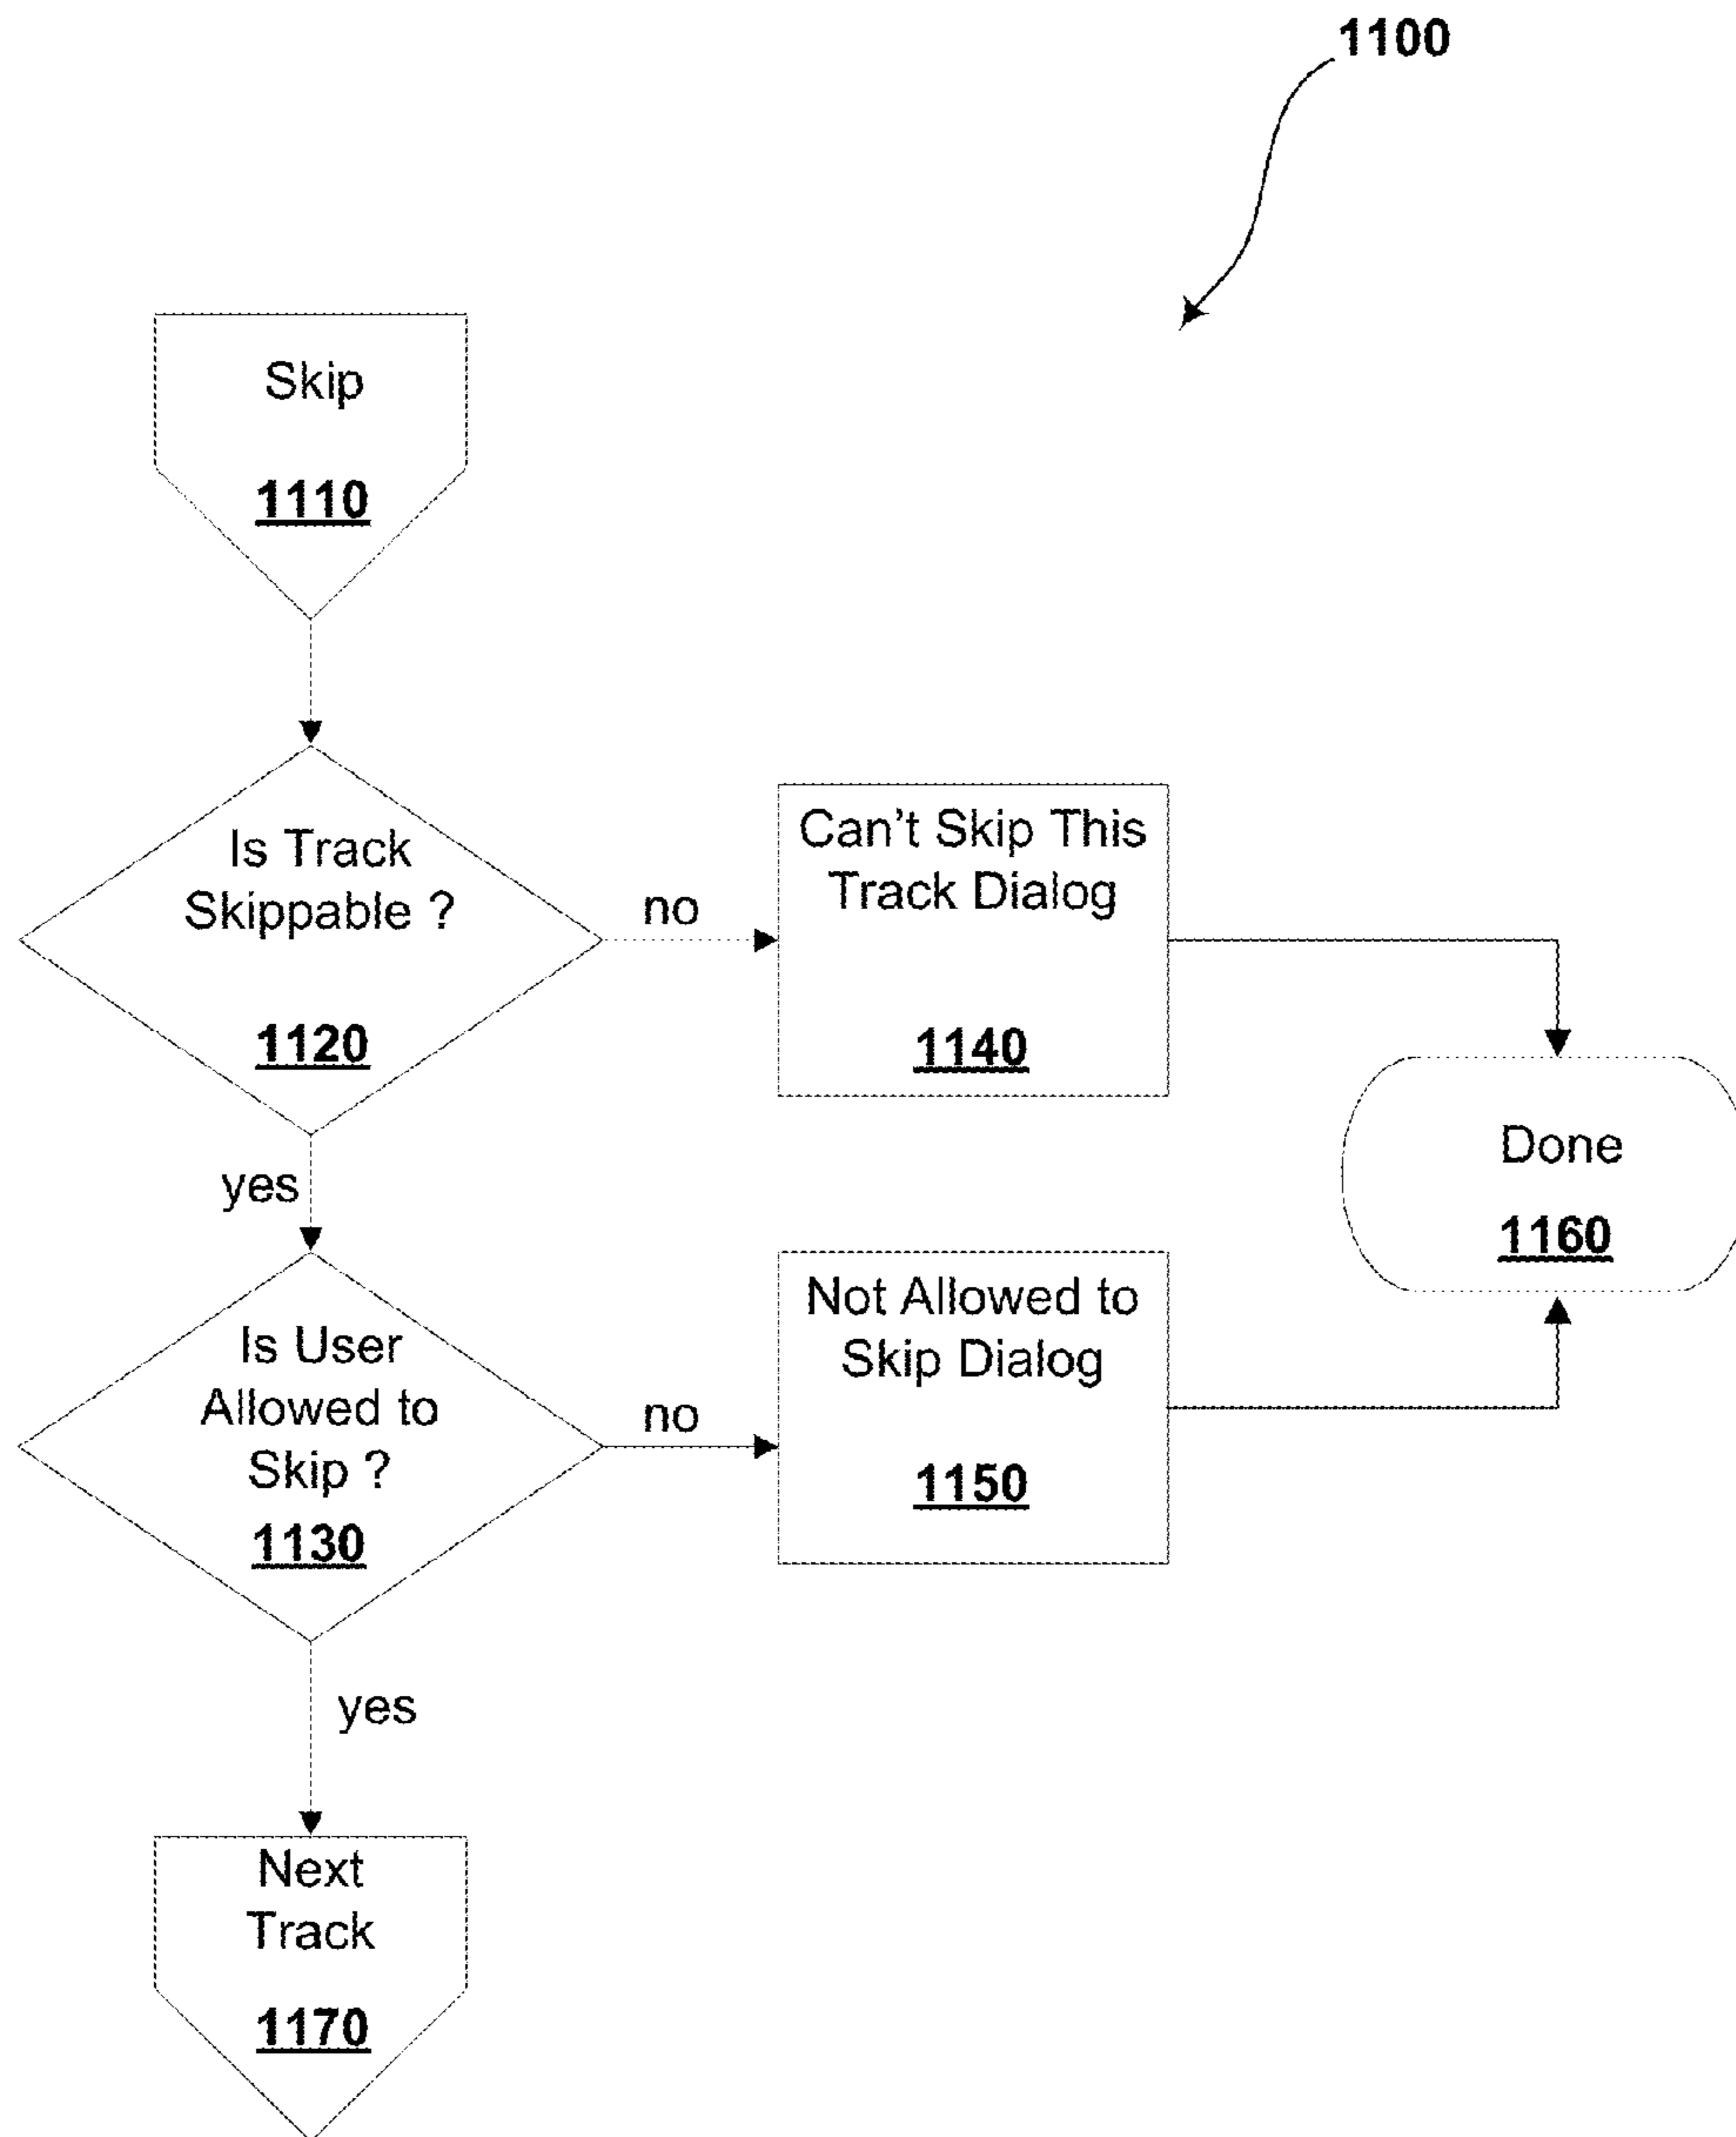 1100
Skip
1110
Is Track
Skippable ?
1120
no
Can't Skip This
Track Dialog
1140
Done
1160
yes
Is User
Allowed to
Skip ?
1130
no
Not Allowed to
Skip Dialog
1150
yes
Next
Track
1170